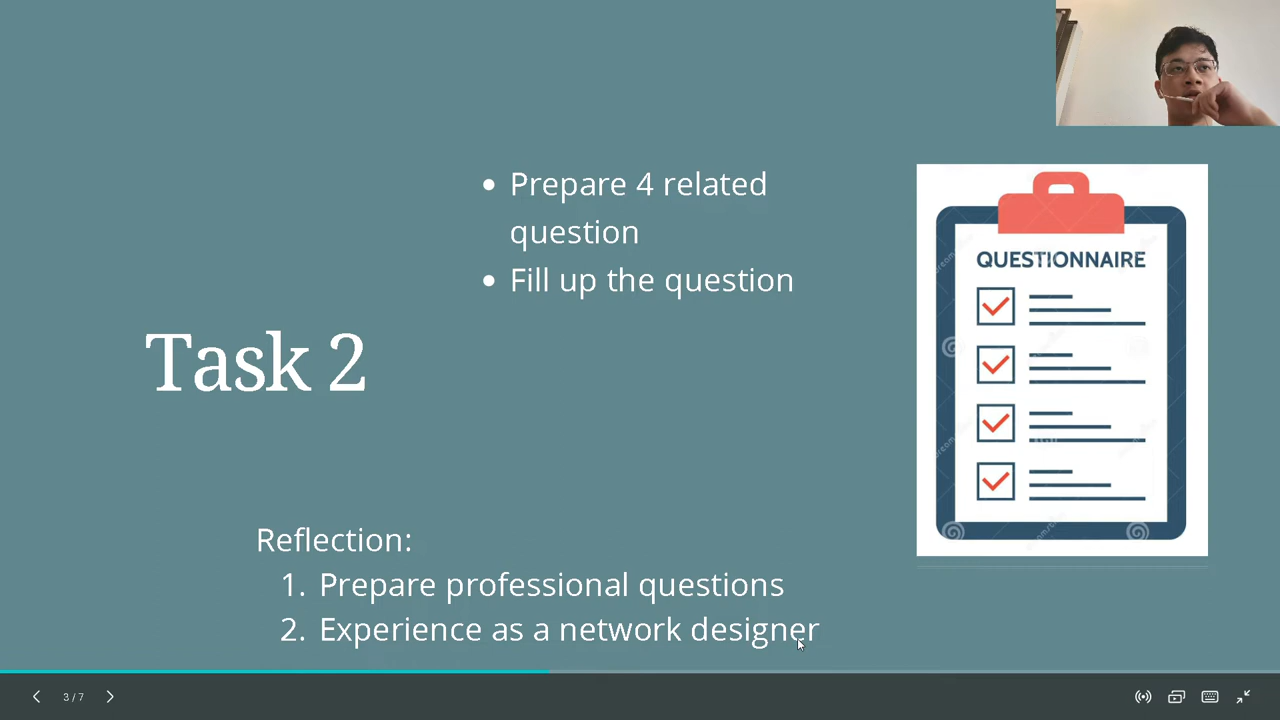 Prepare 4 related
question
Fill up the question
QUESTIONNAIRE
Task 2
Reflection:
1. Prepare professional questions
2. Experience as a network designer
3 / 7